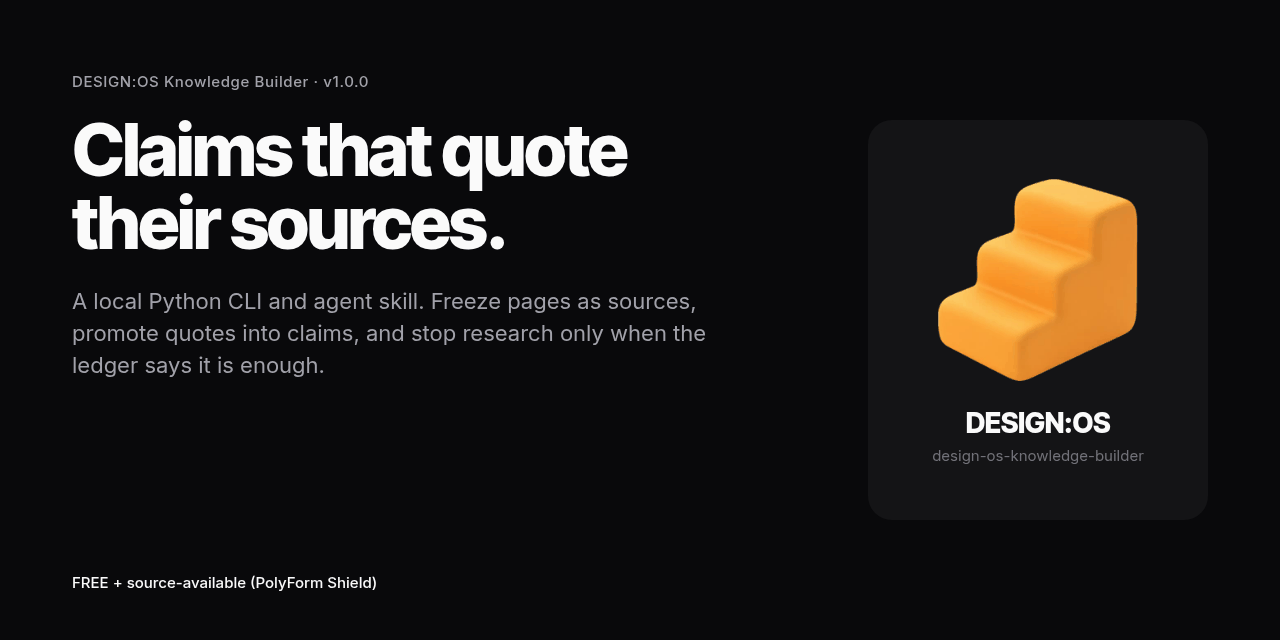 DESIGN:OS Knowledge Builder · v1.0.0
Claims that quote
their sources.
A local Python CLI and agent skill. Freeze pages as sources,
promote quotes into claims, and stop research only when the
ledger says it is enough.
DESIGN:OS
design-os-knowledge-builder
FREE + source-available (PolyForm Shield)